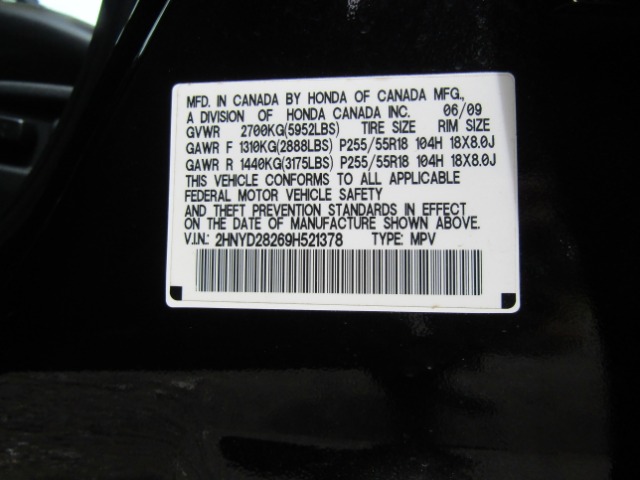 MFD. IN CANADA BY HONDA OF CANADA MFG.,
A DIVISION OF HONDA CANADA INC. 06/09
GVWR 2700KG(5952LBS) TIRE SIZE RIM SIZE
GAWR F 1310KG(2888LBS) P255/55R18 104H 18X8.0J
GAWR R 1440KG(3175LBS) P255/55R18 104H 18X8.0J
THIS VEHICLE CONFORMS TO ALL APPLICABLE
FEDERAL MOTOR VEHICLE SAFETY
AND THEFT PREVENTION STANDARDS IN EFFECT
ON THE DATE OF MANUFACTURE SHOWN ABOVE.
V.I.N.: 2HNYD28269H521378 TYPE: MPV